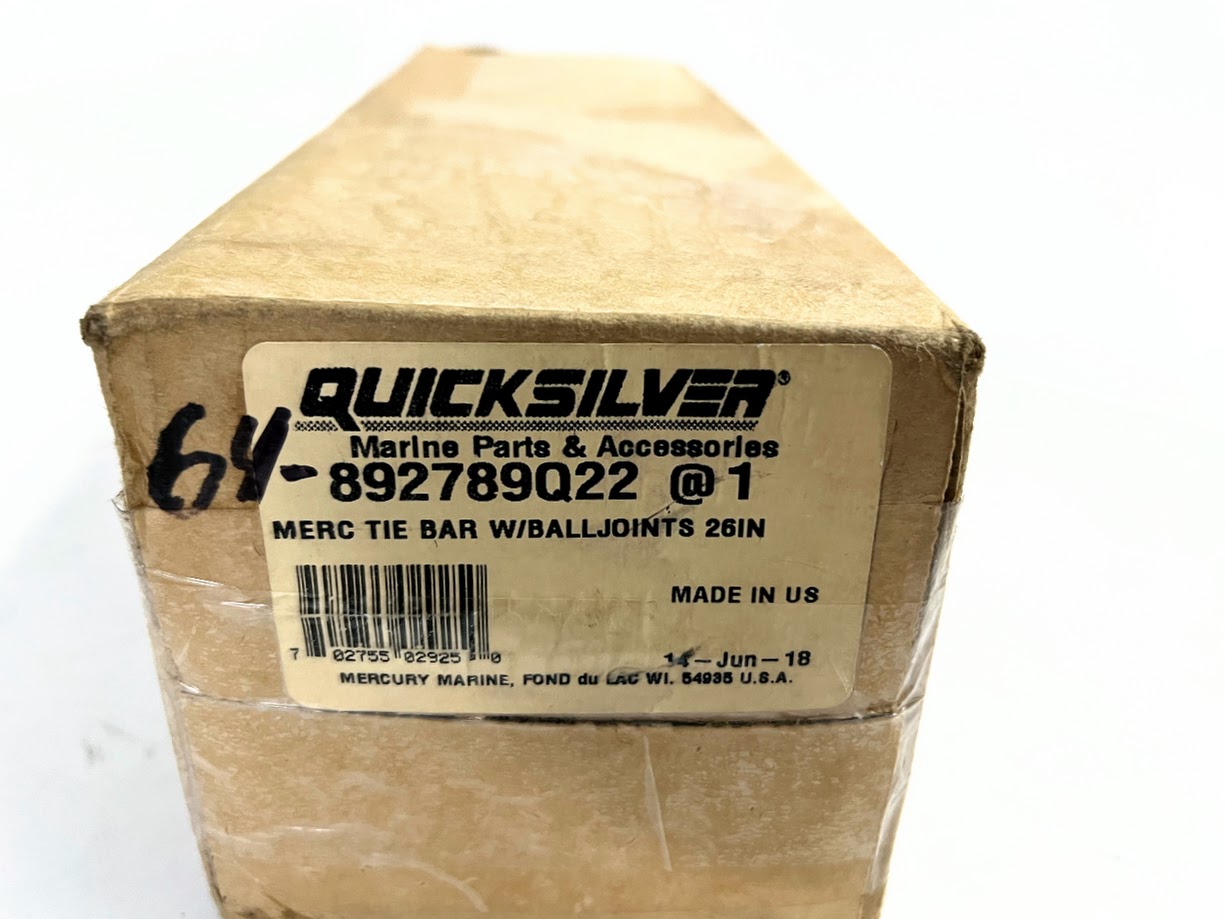 QUICKSILVER®
Marine Parts & Accessories
64-892789Q22 @1
MERC TIE BAR W/BALLJOINTS 26IN
MADE IN US
7 02755 02925 0
14-Jun-18
MERCURY MARINE, FOND du LAC WI. 54935 U.S.A.